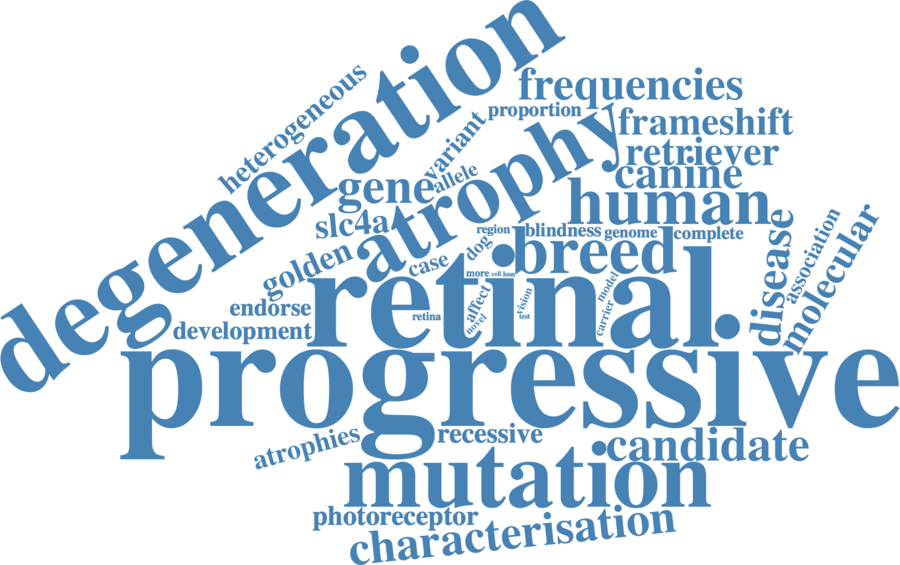 degeneration
heterogeneous
frequencies
proportion
frameshift
variant
atrophy
retriever
allele
canine
gene
human
slc4a
region
blindness
genome
complete
dog
breed
disease
association
molecular
golden
case
more
cell loss
model
retinal
affect
vision
endorse
retina
novel
test
carrier
development
progressive
atrophies
recessive
candidate
mutation
photoreceptor
characterisation